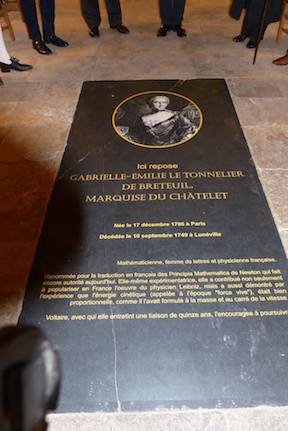 Ici repose
GABRIELLE-EMILIE LE TONNELIER
DE BRETEUIL,
MARQUISE DU CHATELET
Née le 17 décembre 1706 à Paris
Décédée le 10 septembre 1749 à Lunéville
Mathématicienne, femme de lettres et physicienne française.
Renommée pour la traduction en français des Principia Mathematica de Newton qui fait
encore autorité aujourd'hui. Elle-même expérimentatrice, elle a contribué non seulement
à populariser en France l'oeuvre du physicien Leibniz, mais a aussi démontré par
l'expérience que l'énergie cinétique (appelée à l'époque "force vive"), était bien
proportionnelle, comme il l'avait formulé à la masse et au carré de la vitesse
Voltaire, avec qui elle entretint une liaison de quinze ans, l'encouragea à poursuivre